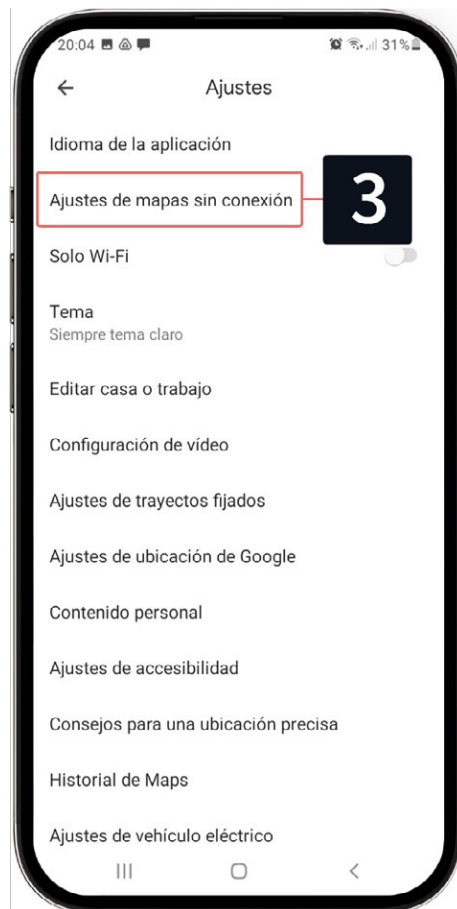 20:04 31%
Ajustes
Idioma de la aplicación
Ajustes de mapas sin conexión
3
Solo Wi-Fi
Tema
Siempre tema claro
Editar casa o trabajo
Configuración de vídeo
Ajustes de trayectos fijados
Ajustes de ubicación de Google
Contenido personal
Ajustes de accesibilidad
Consejos para una ubicación precisa
Historial de Maps
Ajustes de vehículo eléctrico